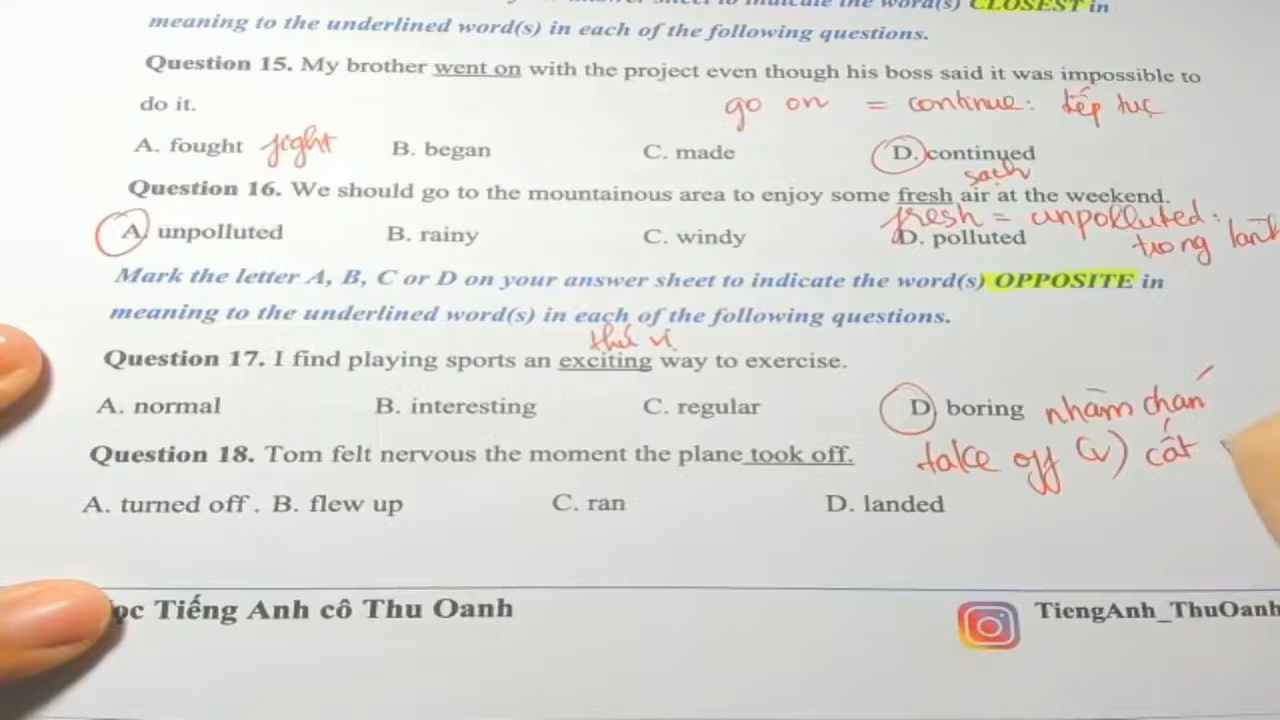 CLOSEST in
meaning to the underlined word(s) in each of the following questions.
Question 15. My brother went on with the project even though his boss said it was impossible to
do it.
go on = continue: tiếp tục
A. fought fight B. began C. made D. continued
sạch
Question 16. We should go to the mountainous area to enjoy some fresh air at the weekend.
fresh = unpolluted:
A. unpolluted B. rainy C. windy D. polluted
trong
Mark the letter A, B, C or D on your answer sheet to indicate the word(s) OPPOSITE in
meaning to the underlined word(s) in each of the following questions.
thú vị
Question 17. I find playing sports an exciting way to exercise.
A. normal B. interesting C. regular D. boring nhàm chán
Question 18. Tom felt nervous the moment the plane took off. take off (v) cất
A. turned off . B. flew up C. ran D. landed
Tiếng Anh cô Thu Oanh
TiengAnh_ThuOanh